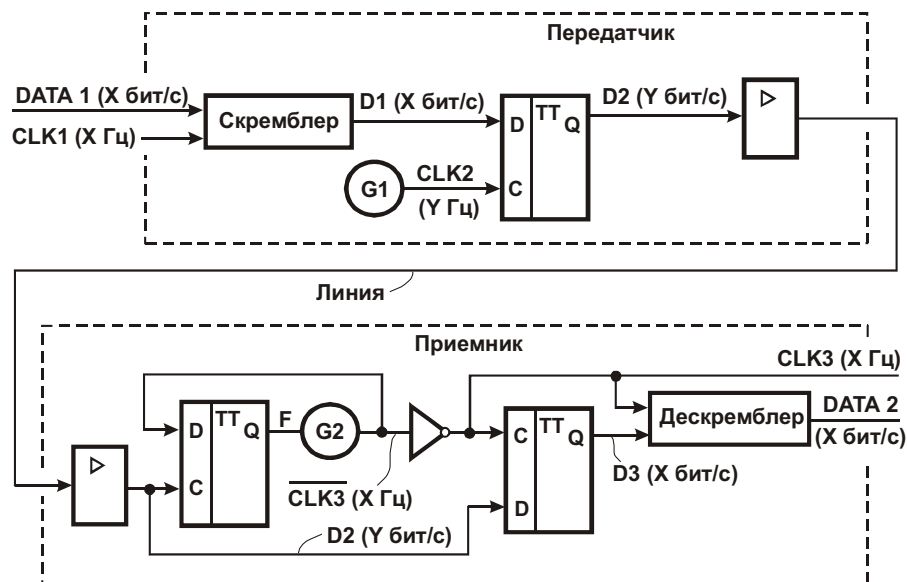 Передатчик
DATA 1 (X бит/с)
CLK1 (X Гц)
Скремблер
D1 (X бит/с)
G1
CLK2
(Y Гц)
D
C
TT
Q
D2 (Y бит/с)
Линия
Приемник
D
C
TT
Q
F
G2
CLK3 (X Гц)
D2 (Y бит/с)
C
D
TT
Q
D3 (X бит/с)
CLK3 (X Гц)
Дескремблер
DATA 2
(X бит/с)